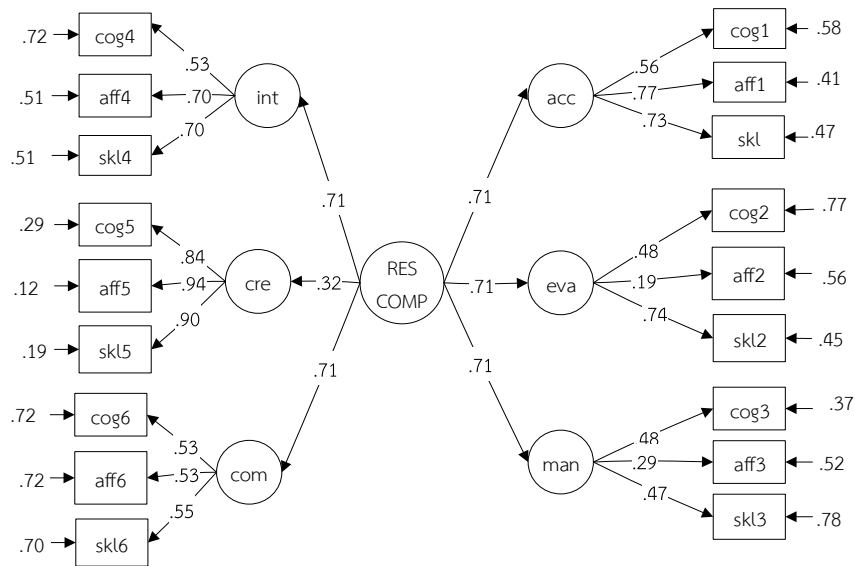 .72
cog4
.53
.51
aff4
.70
int
.51
skl4
.70
.71
.29
cog5
.84
.12
aff5
.94
cre
.32
.19
skl5
.90
.71
.72
cog6
.53
.72
aff6
.53
com
.70
skl6
.55
RES
COMP
.71
acc
.56
cog1
.58
.77
aff1
.41
.73
skl
.47
.71
eva
.48
cog2
.77
.19
aff2
.56
.74
skl2
.45
.71
man
.48
cog3
.37
.29
aff3
.52
.47
skl3
.78